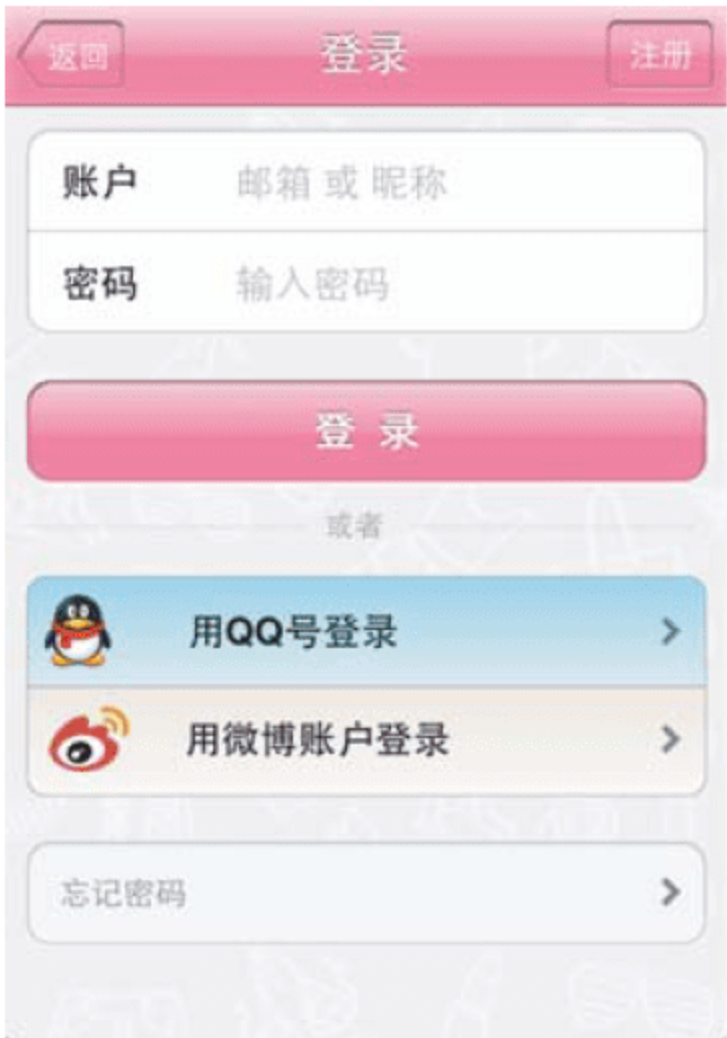 返回 登录 注册
账户 邮箱 或 昵称
密码 输入密码
登 录
或者
用QQ号登录
用微博账户登录
忘记密码